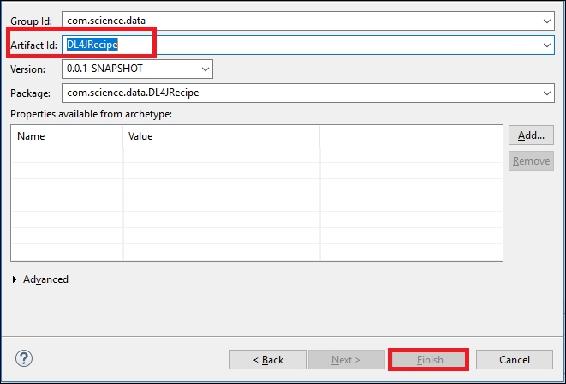 Group Id: com.science.data
Artifact Id: DL4JRecipe
Version: 0.0.1-SNAPSHOT
Package: com.science.data.DL4JRecipe
Properties available from archetype:
Name Value
Add...
Remove
Advanced
? < Back Next > Finish Cancel